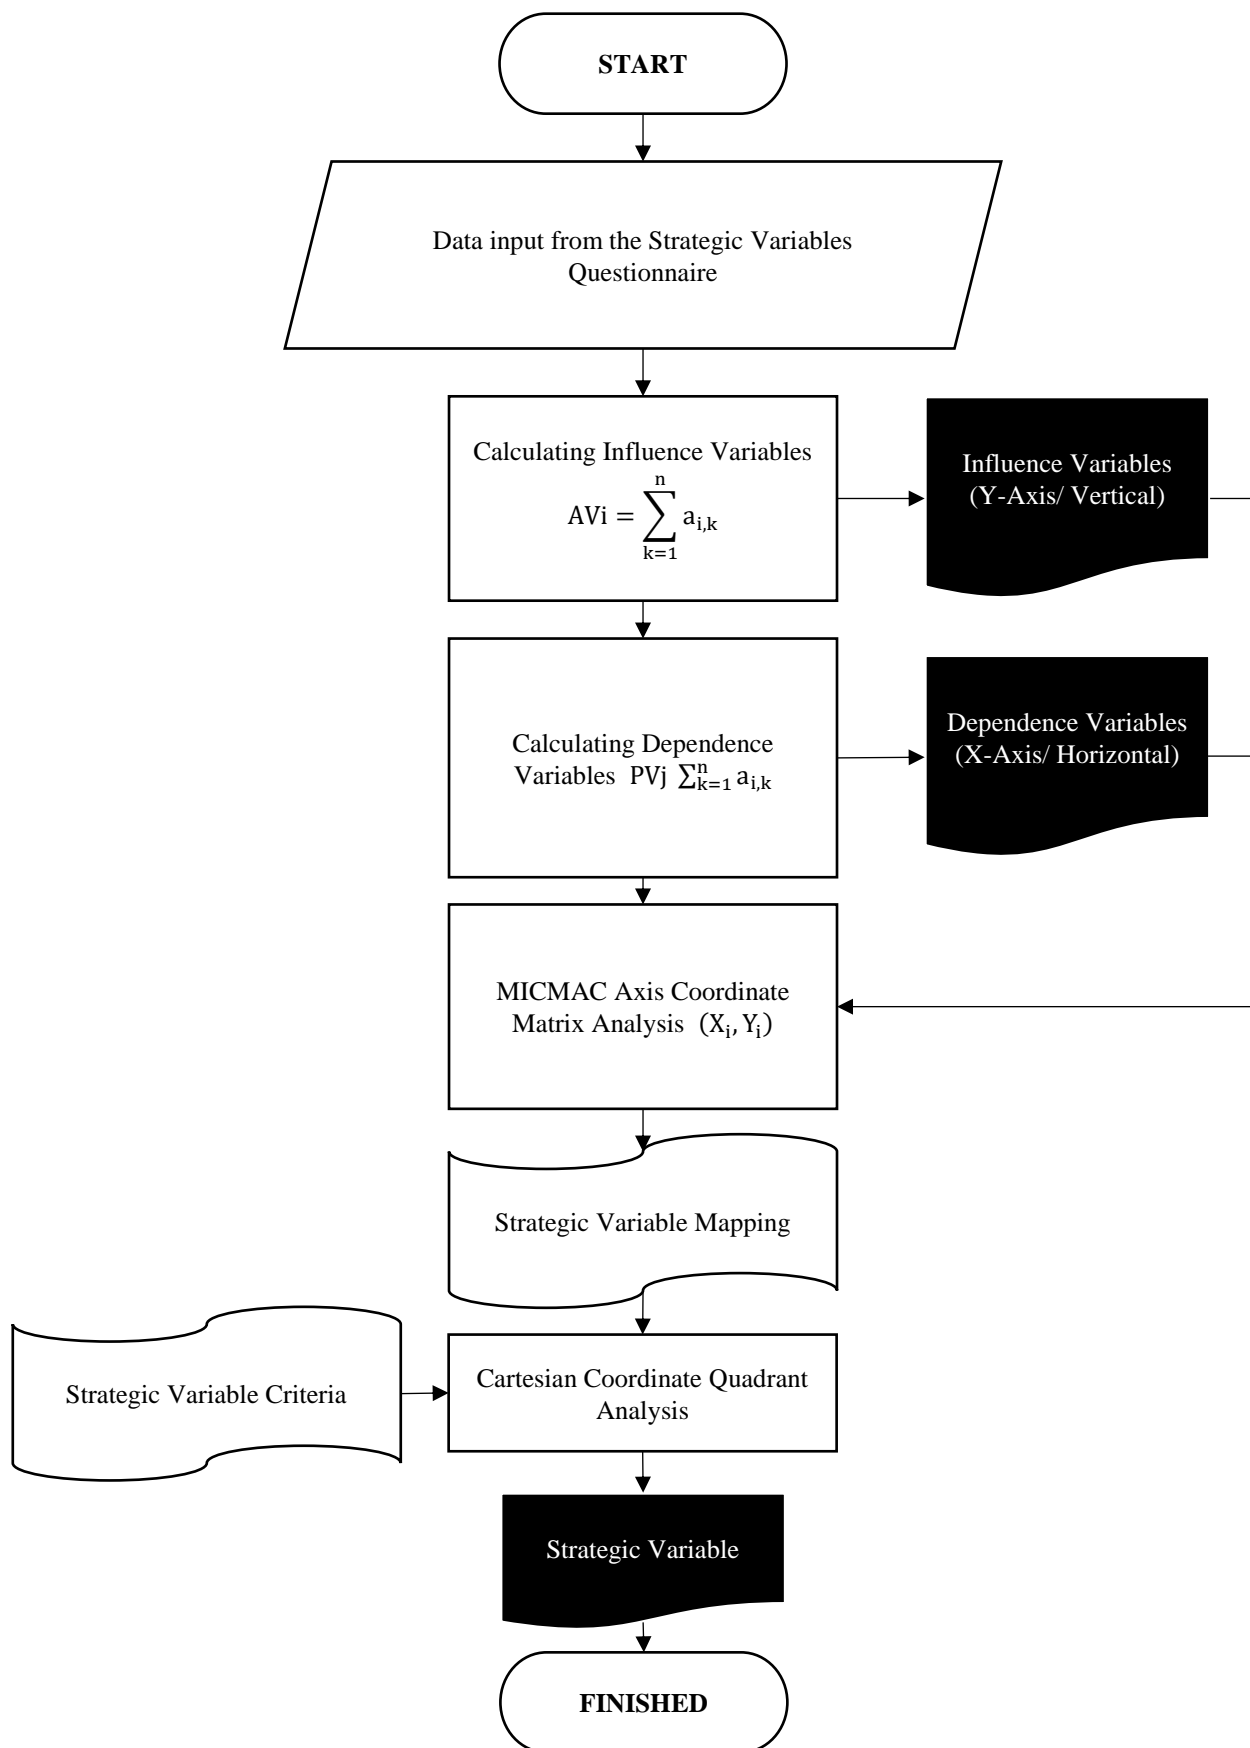 START
Data input from the Strategic Variables
Questionnaire
Calculating Influence Variables
AVi = ∑_{k=1}^{n} a_{i,k}
Influence Variables
(Y-Axis/ Vertical)
Calculating Dependence
Variables PVj ∑_{k=1}^{n} a_{i,k}
Dependence Variables
(X-Axis/ Horizontal)
MICMAC Axis Coordinate
Matrix Analysis (X_i, Y_i)
Strategic Variable Mapping
Strategic Variable Criteria
Cartesian Coordinate Quadrant
Analysis
Strategic Variable
FINISHED